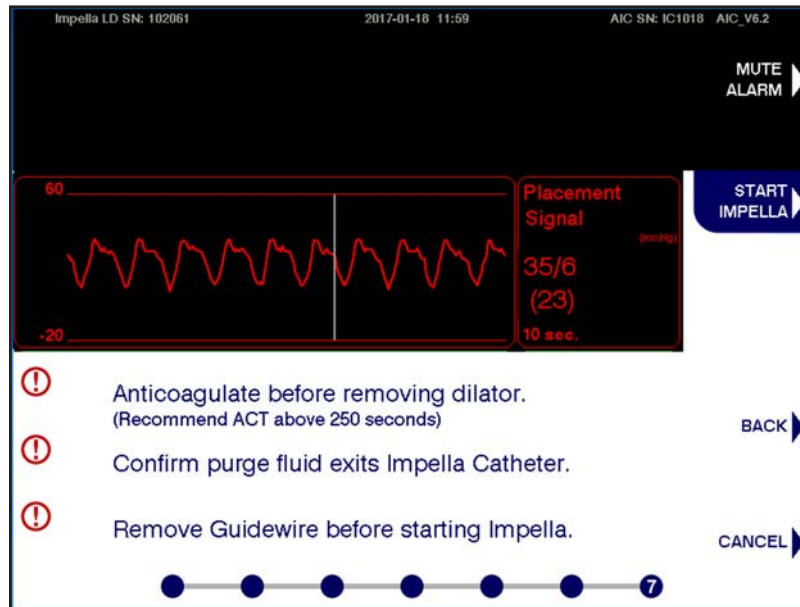 Impella LD SN: 102061 2017-01-18 11:59 AIC SN: IC1018 AIC_V6.2
MUTE
ALARM
START
IMPELLA
60
-20
Placement
Signal
(mmHg)
35/6
(23)
10 sec.
Anticoagulate before removing dilator.
(Recommend ACT above 250 seconds)
Confirm purge fluid exits Impella Catheter.
Remove Guidewire before starting Impella.
BACK
CANCEL
7